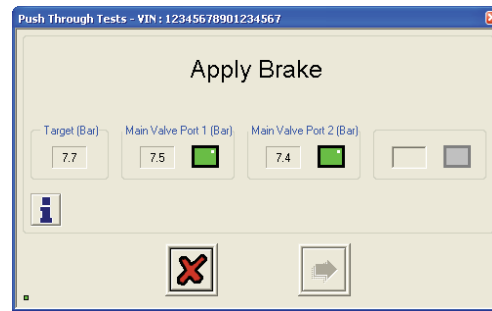 Push Through Tests - VIN : 12345678901234567
Apply Brake
Target (Bar) Main Valve Port 1 (Bar) Main Valve Port 2 (Bar)
7.7 7.5 7.4